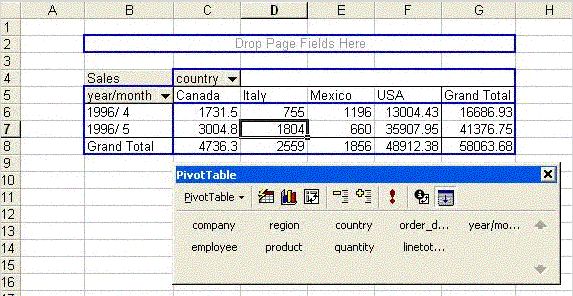 A B C D E F G H
1
2 Drop Page Fields Here
3
4 Sales country
5 year/month Canada Italy Mexico USA Grand Total
6 1996/ 4 1731.5 755 1196 13004.43 16686.93
7 1996/ 5 3004.8 1804 660 35907.95 41376.75
8 Grand Total 4736.3 2559 1856 48912.38 58063.68
9
10 PivotTable
11 PivotTable
12
13 company region country order_d... year/mo...
14 employee product quantity linetot...
15
16